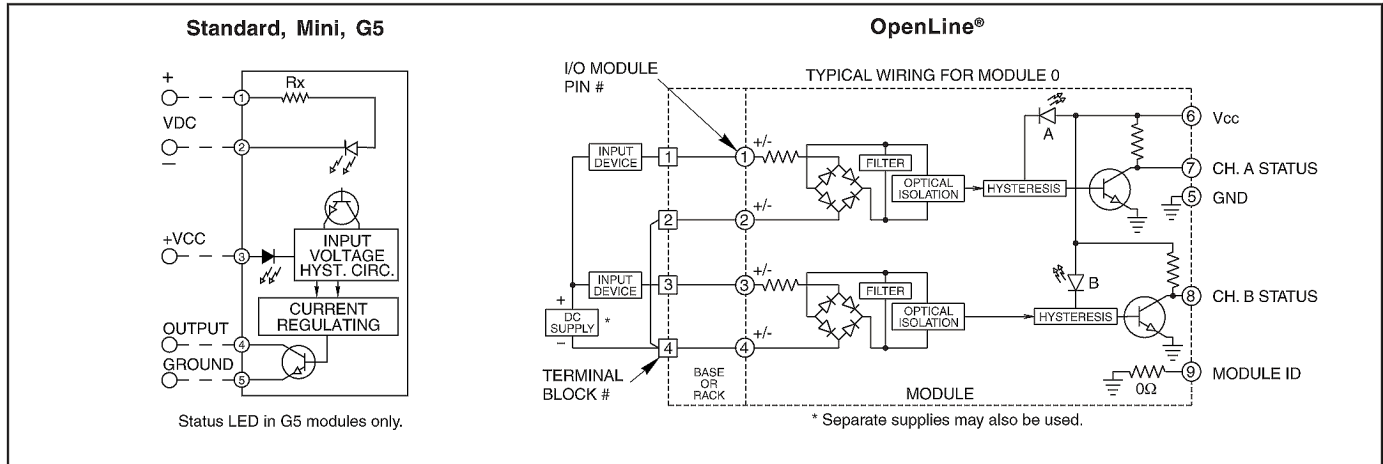 Standard, Mini, G5
+
VDC
−
1
Rx
2
+VCC
3
INPUT
VOLTAGE
HYST. CIRC.
CURRENT
REGULATING
OUTPUT
4
GROUND
5
Status LED in G5 modules only.
OpenLine®
I/O MODULE
PIN #
TYPICAL WIRING FOR MODULE 0
INPUT
DEVICE
1
1
+/-
FILTER
OPTICAL
ISOLATION
HYSTERESIS
A
6
Vcc
7
CH. A STATUS
5
GND
2
2
+/-
INPUT
DEVICE
3
3
+/-
FILTER
OPTICAL
ISOLATION
HYSTERESIS
B
8
CH. B STATUS
+
DC
SUPPLY
*
−
4
4
+/-
TERMINAL
BLOCK #
BASE
OR
RACK
MODULE
0Ω
9
MODULE ID
* Separate supplies may also be used.